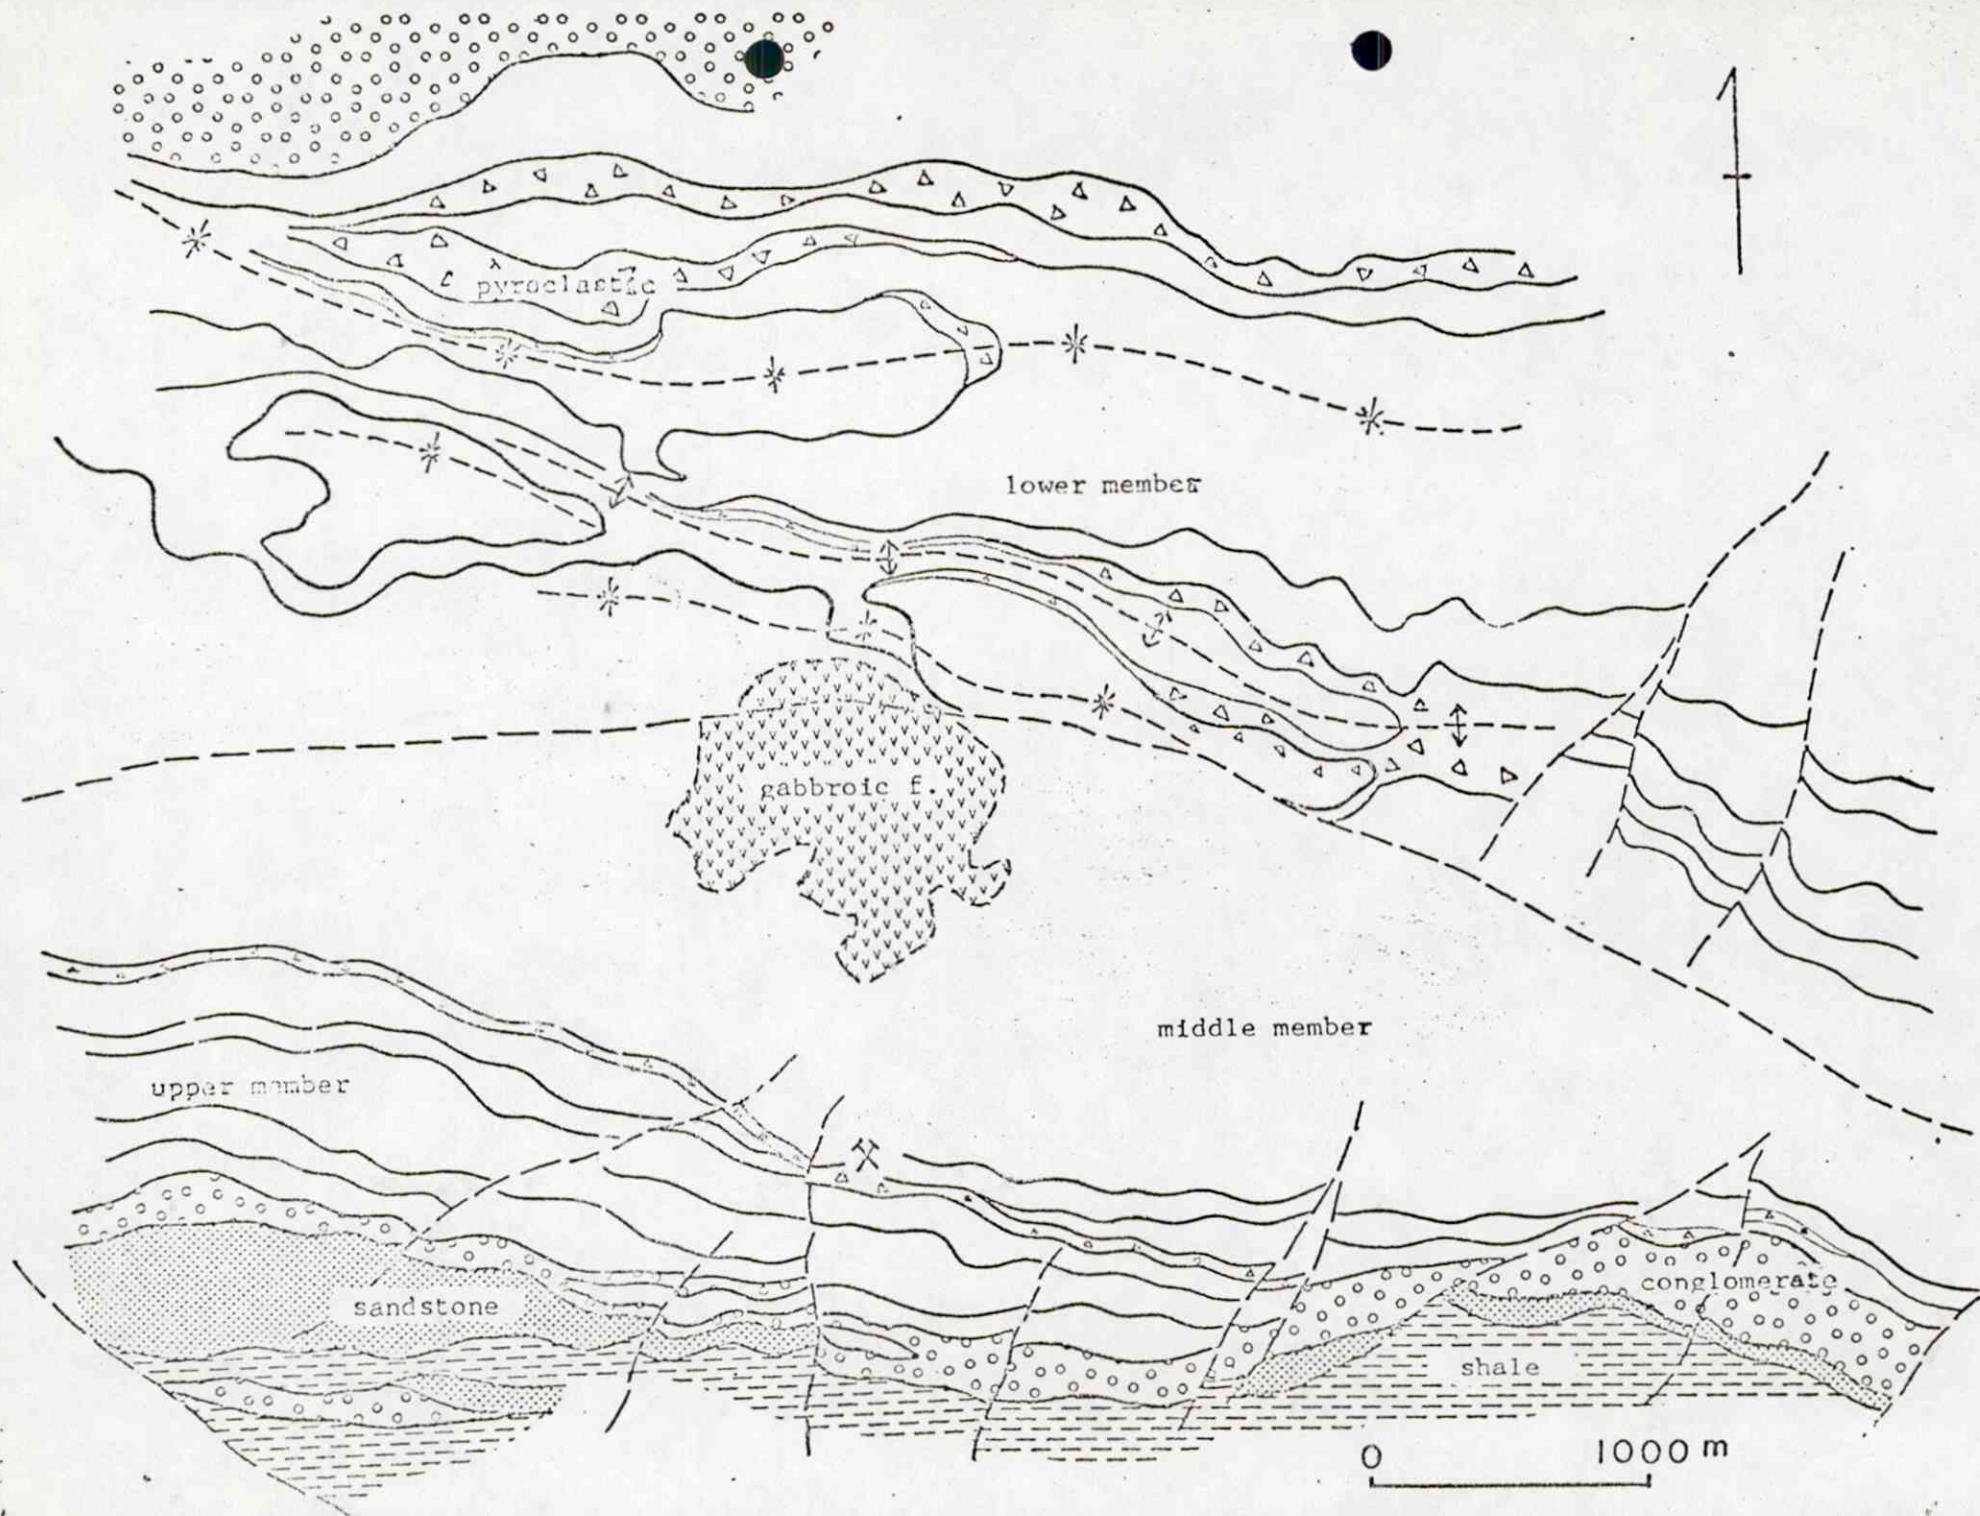 pyroclastic
lower member
gabbroic f.
middle member
upper member
conglomerate
sandstone
shale
0 1000 m